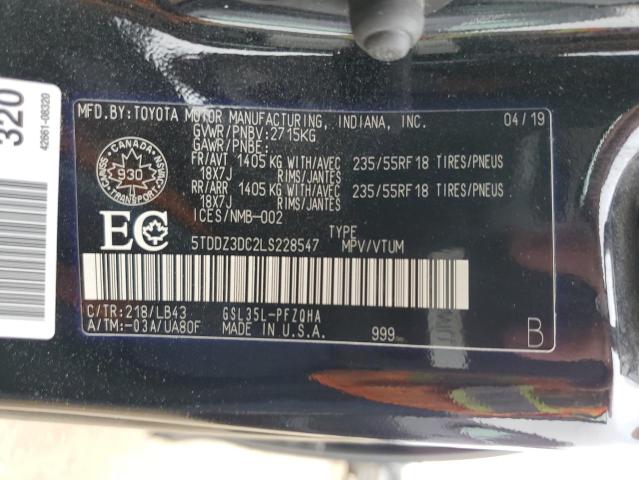 MFD.BY: TOYOTA MOTOR MANUFACTURING, INDIANA, INC. 04/19
GVWR/PNBV: 2715KG
GAWR/PNBE:
FR/AVT 1405 KG WITH/AVEC 235/55RF18 TIRES/PNEUS
18X7J RIMS/JANTES
RR/ARR 1405 KG WITH/AVEC 235/55RF18 TIRES/PNEUS
18X7J RIMS/JANTES
ICES/NMB-002
CANADA
930
EC
TYPE
5TDDZ3DC2LS228547 MPV/VTUM
C/TR: 218/LB43 GSL35L-PFZQHA
A/TM: -03A/UA80F MADE IN U.S.A. 999
B
320
42661-08320